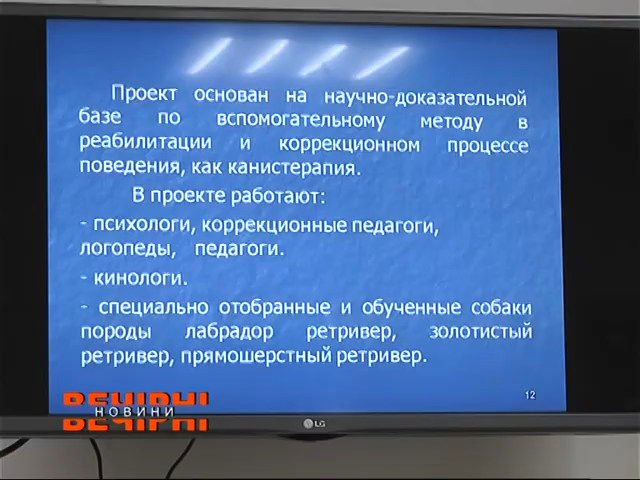 Проект основан на научно-доказательной
базе по вспомогательному методу в
реабилитации и коррекционном процессе
поведения, как канистерапия.
В проекте работают:
- психологи, коррекционные педагоги,
логопеды, педагоги.
- кинологи.
- специально отобранные и обученные собаки
породы лабрадор ретривер, золотистый
ретривер, прямошерстный ретривер.
12
ВЕЧІРНІ
НОВИНИ
ВЕЧІРНІ
LG